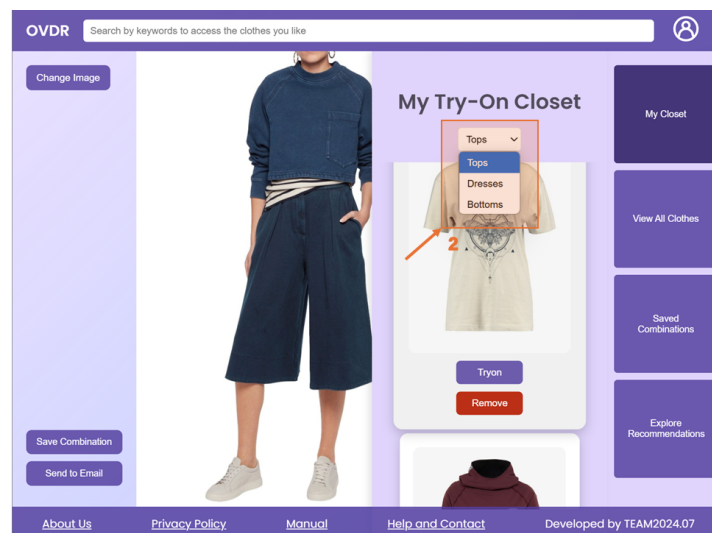 OVDR
Search by keywords to access the clothes you like
Change Image
My Try-On Closet
Tops
Tops
Dresses
Bottoms
2
Tryon
Remove
My Closet
View All Clothes
Saved
Combinations
Explore
Recommendations
Save Combination
Send to Email
About Us
Privacy Policy
Manual
Help and Contact
Developed by TEAM2024.07